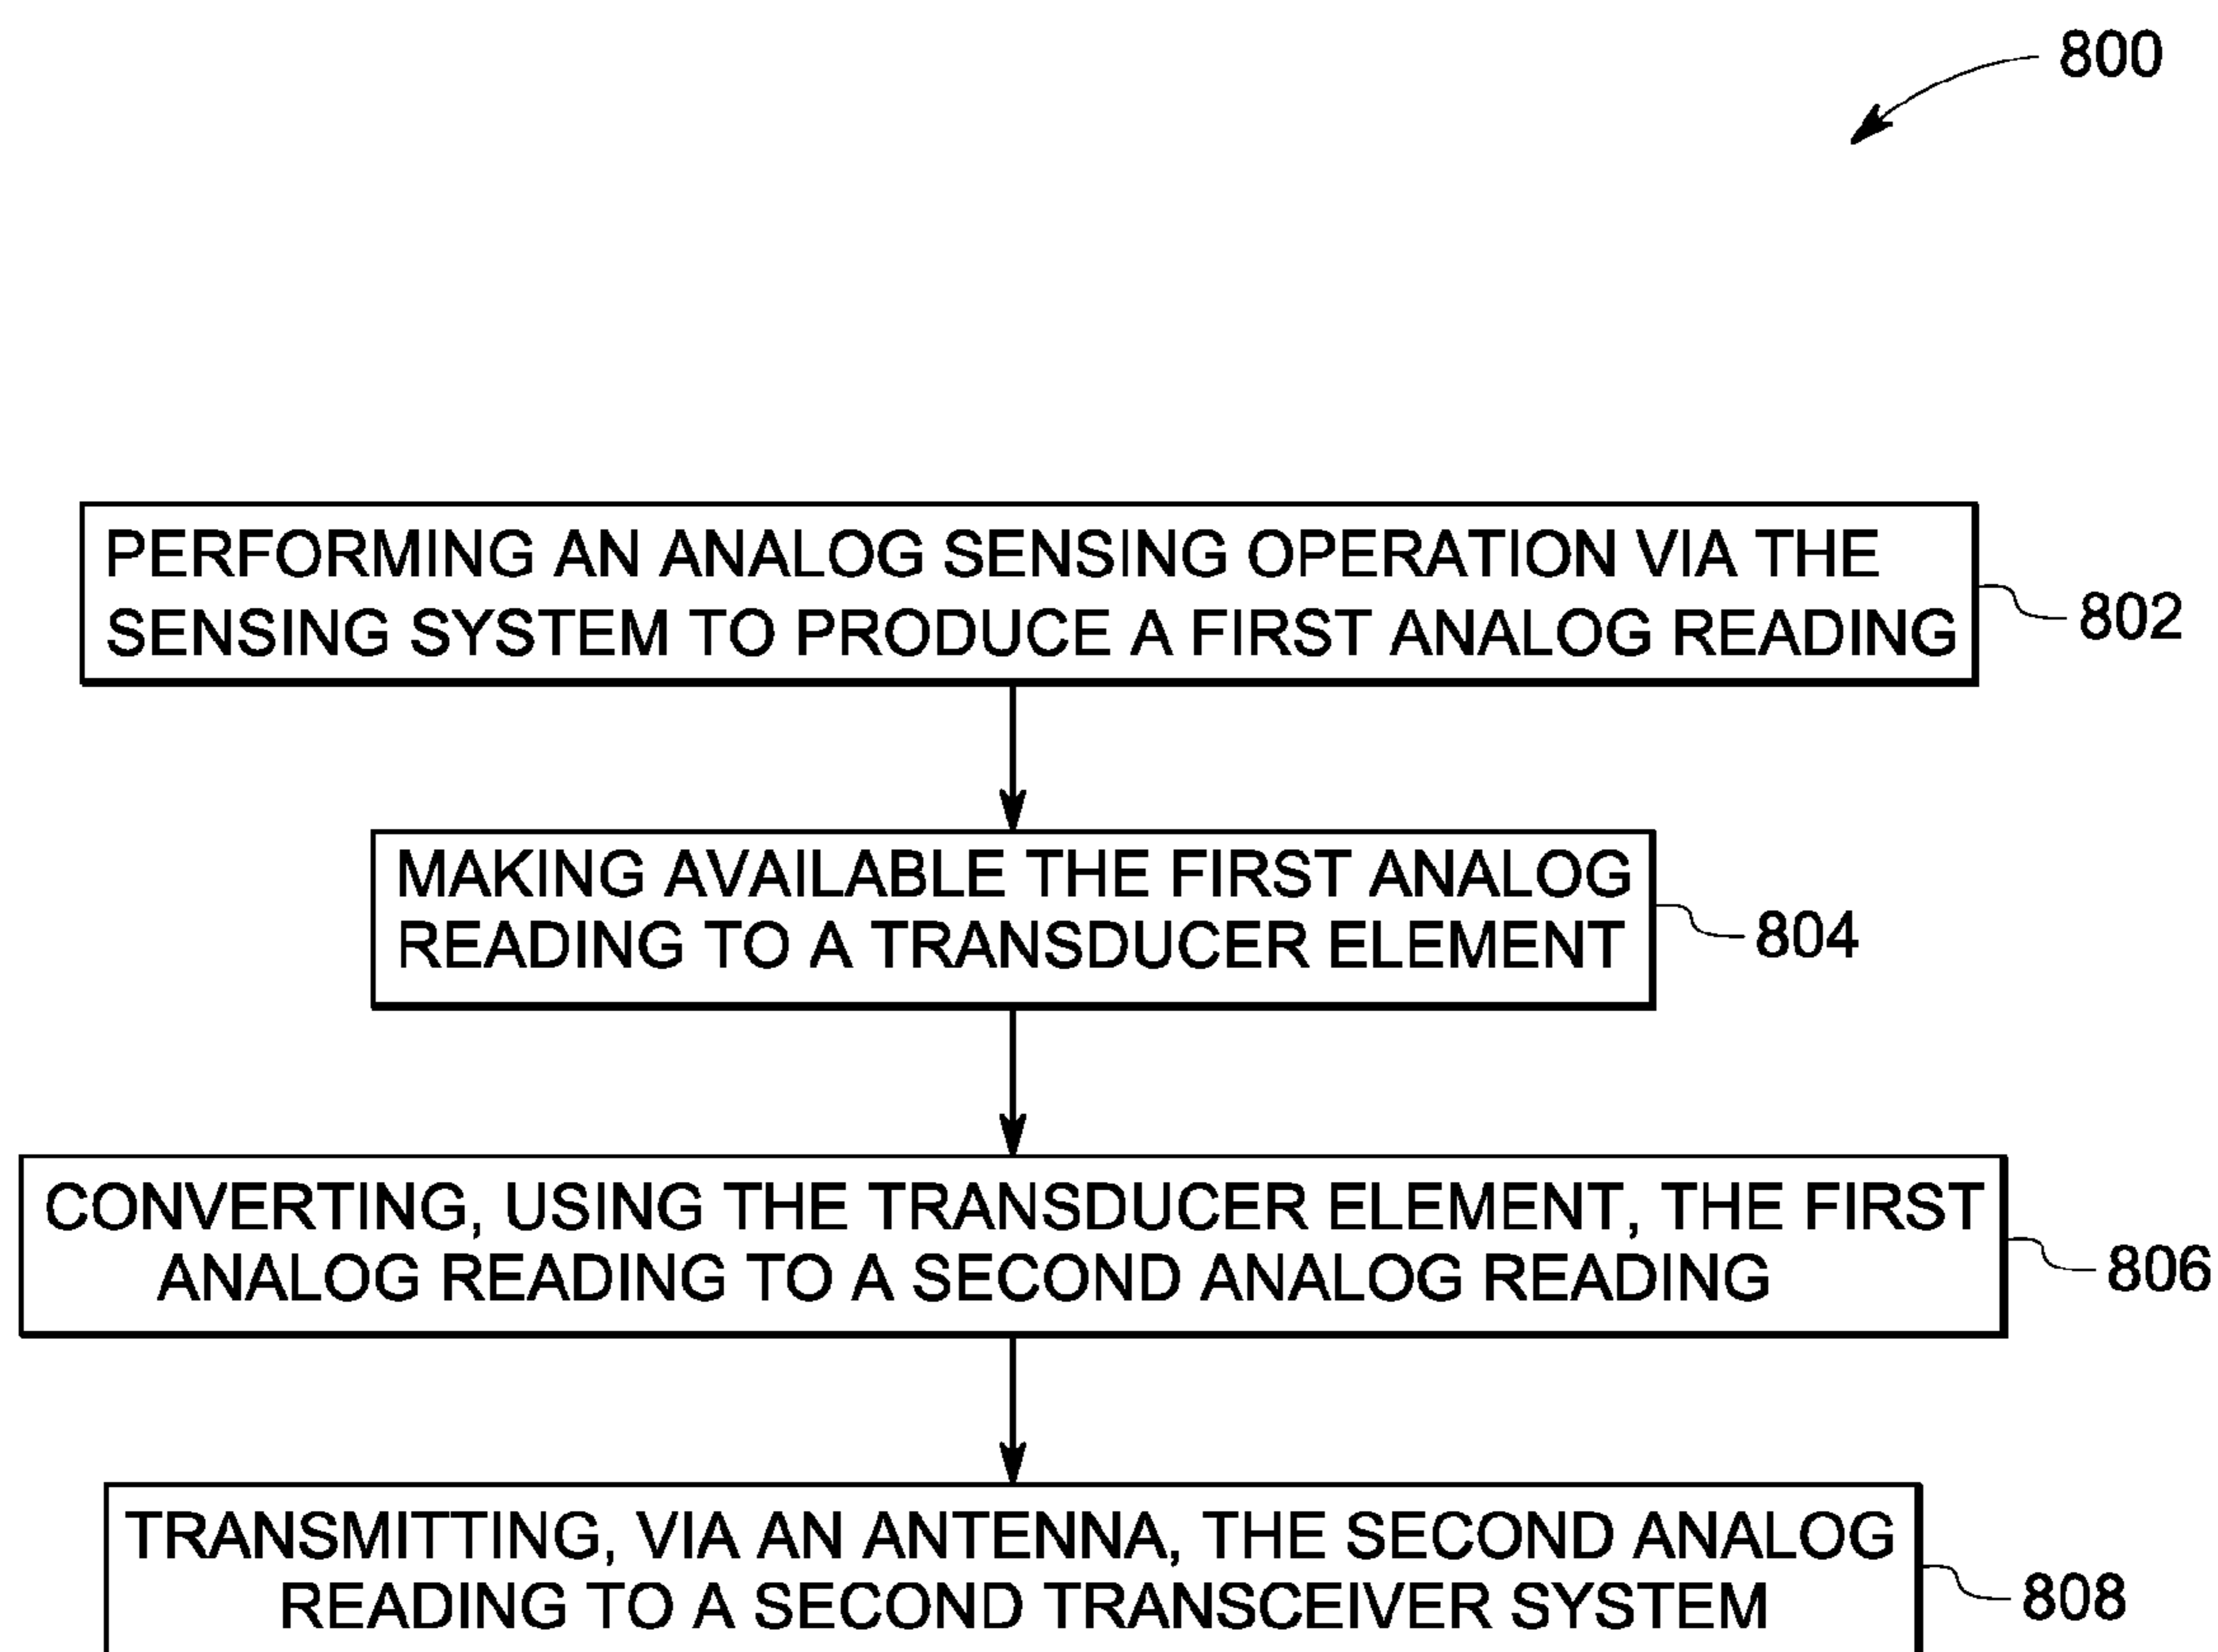 800
PERFORMING AN ANALOG SENSING OPERATION VIA THE
SENSING SYSTEM TO PRODUCE A FIRST ANALOG READING
802
MAKING AVAILABLE THE FIRST ANALOG
READING TO A TRANSDUCER ELEMENT
804
CONVERTING, USING THE TRANSDUCER ELEMENT, THE FIRST
ANALOG READING TO A SECOND ANALOG READING
806
TRANSMITTING, VIA AN ANTENNA, THE SECOND ANALOG
READING TO A SECOND TRANSCEIVER SYSTEM
808